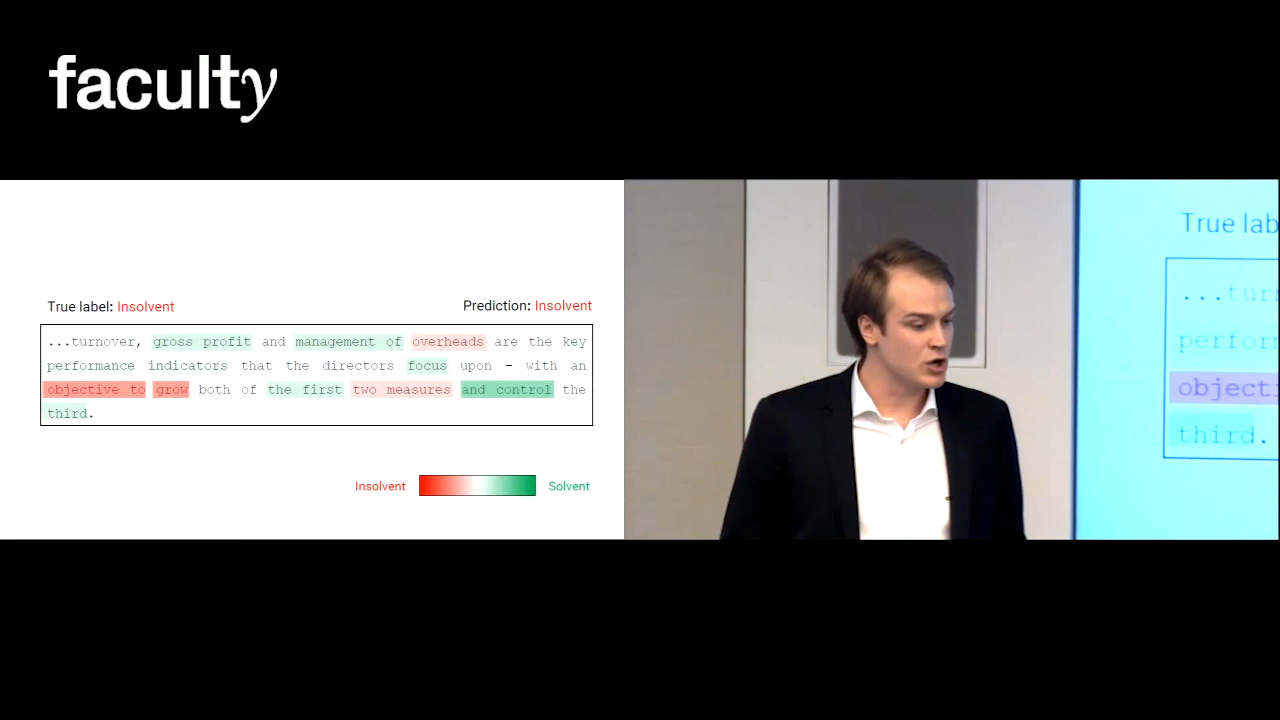 faculty
True label: Insolvent
Prediction: Insolvent
...turnover, gross profit and management of overheads are the key
performance indicators that the directors focus upon - with an
objective to grow both of the first two measures and control the
third.
Insolvent
Solvent
True lab
...turn
perform
objecti
third.